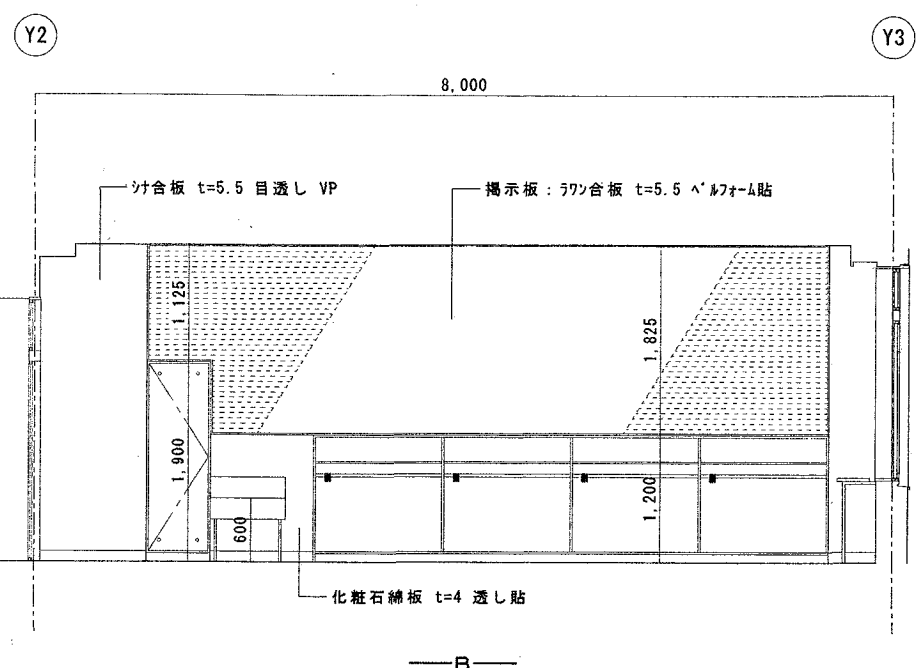 Y2
Y3
8,000
ｼﾅ合板 t=5.5 目透し VP
掲示板：ﾗﾜﾝ合板 t=5.5 ﾍﾞﾙﾌｫｰﾑ貼
1,125
1,825
1,900
600
1,200
化粧石綿板 t=4 透し貼
B